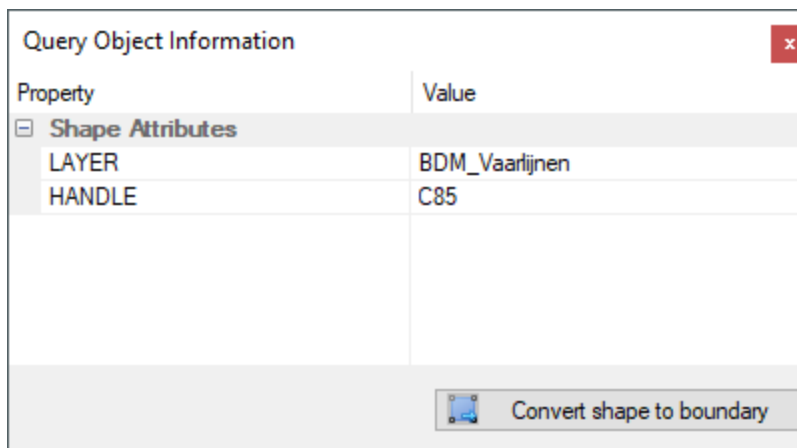 Query Object Information
x
Property Value
Shape Attributes
LAYER BDM_Vaarlijnen
HANDLE C85
Convert shape to boundary